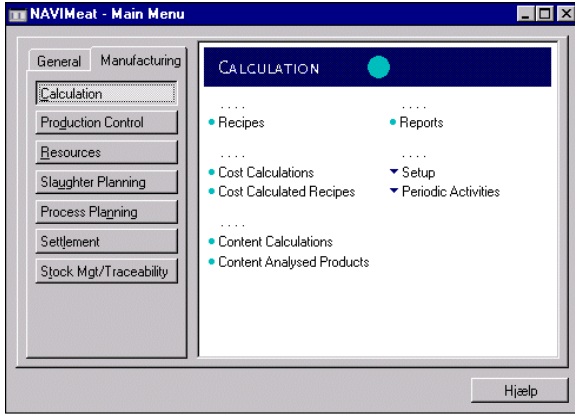 NAVIMeat - Main Menu
General
Manufacturing
Calculation
Production Control
Resources
Slaughter Planning
Process Planning
Settlement
Stock Mgt/Traceability
CALCULATION
. . . .
Recipes
. . . .
Cost Calculations
Cost Calculated Recipes
. . . .
Content Calculations
Content Analysed Products
. . . .
Reports
. . . .
Setup
Periodic Activities
Hjælp